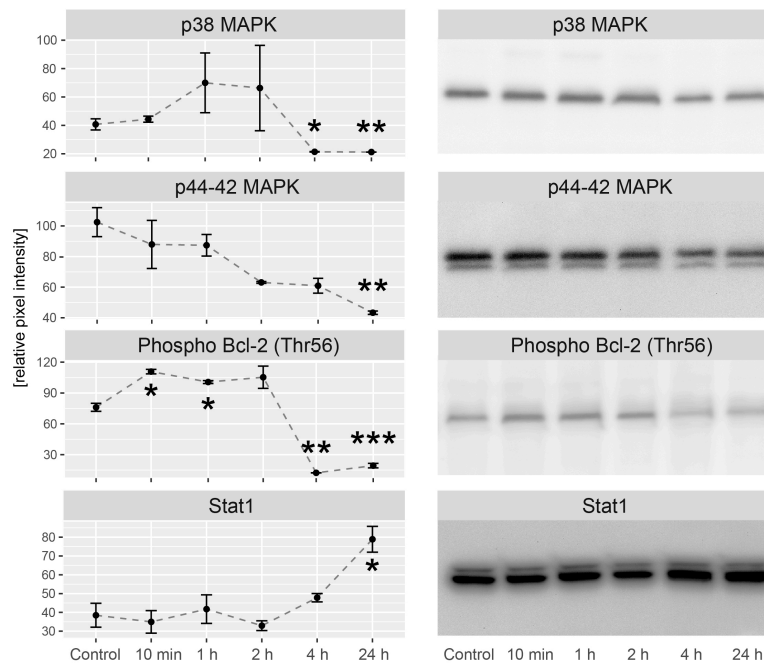 p38 MAPK
100
80
60
40
20
*
**
p38 MAPK
p44-42 MAPK
100
80
60
40
**
p44-42 MAPK
[relative pixel intensity]
Phospho Bcl-2 (Thr56)
120
90
60
30
*
*
**
***
Phospho Bcl-2 (Thr56)
Stat1
80
70
60
50
40
30
*
Stat1
Control 10 min 1 h 2 h 4 h 24 h
Control 10 min 1 h 2 h 4 h 24 h